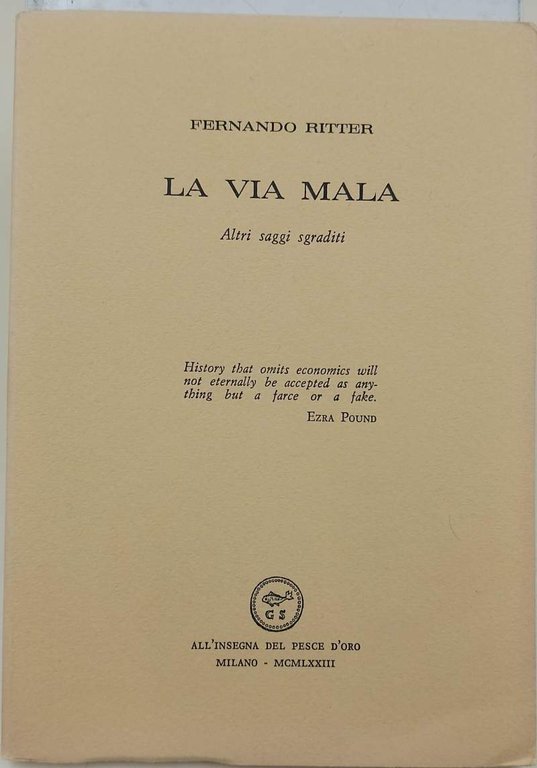 FERNANDO RITTER
LA VIA MALA
Altri saggi sgraditi
History that omits economics will
not eternally be accepted as any-
thing but a farce or a fake.
EZRA POUND
G S
ALL'INSEGNA DEL PESCE D'ORO
MILANO - MCMLXXIII